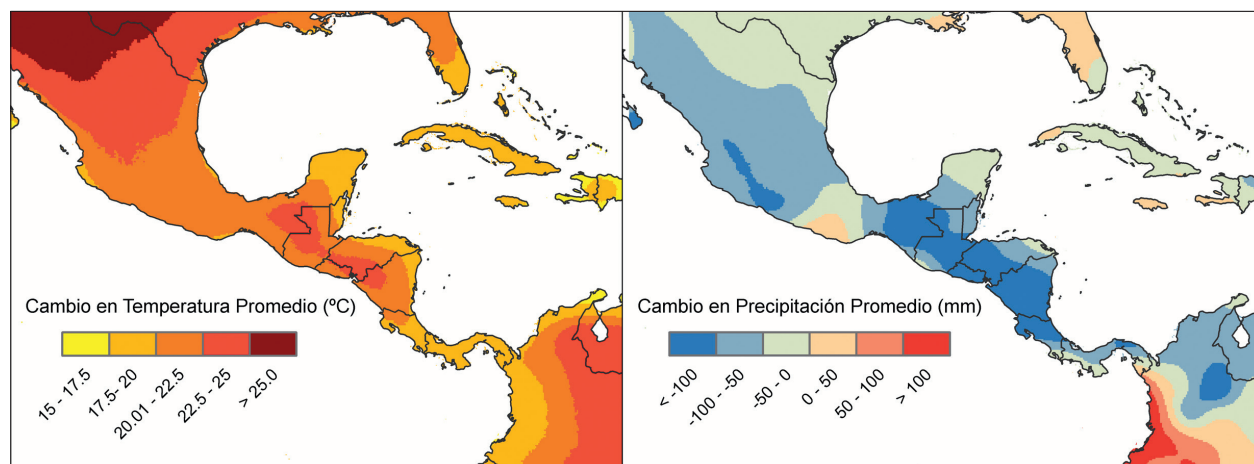 Cambio en Temperatura Promedio (ºC)
15 - 17.5
17.5- 20
20.01 - 22.5
22.5 - 25
> 25.0
Cambio en Precipitación Promedio (mm)
< -100
-100 - -50
-50 - 0
0 - 50
50 - 100
> 100